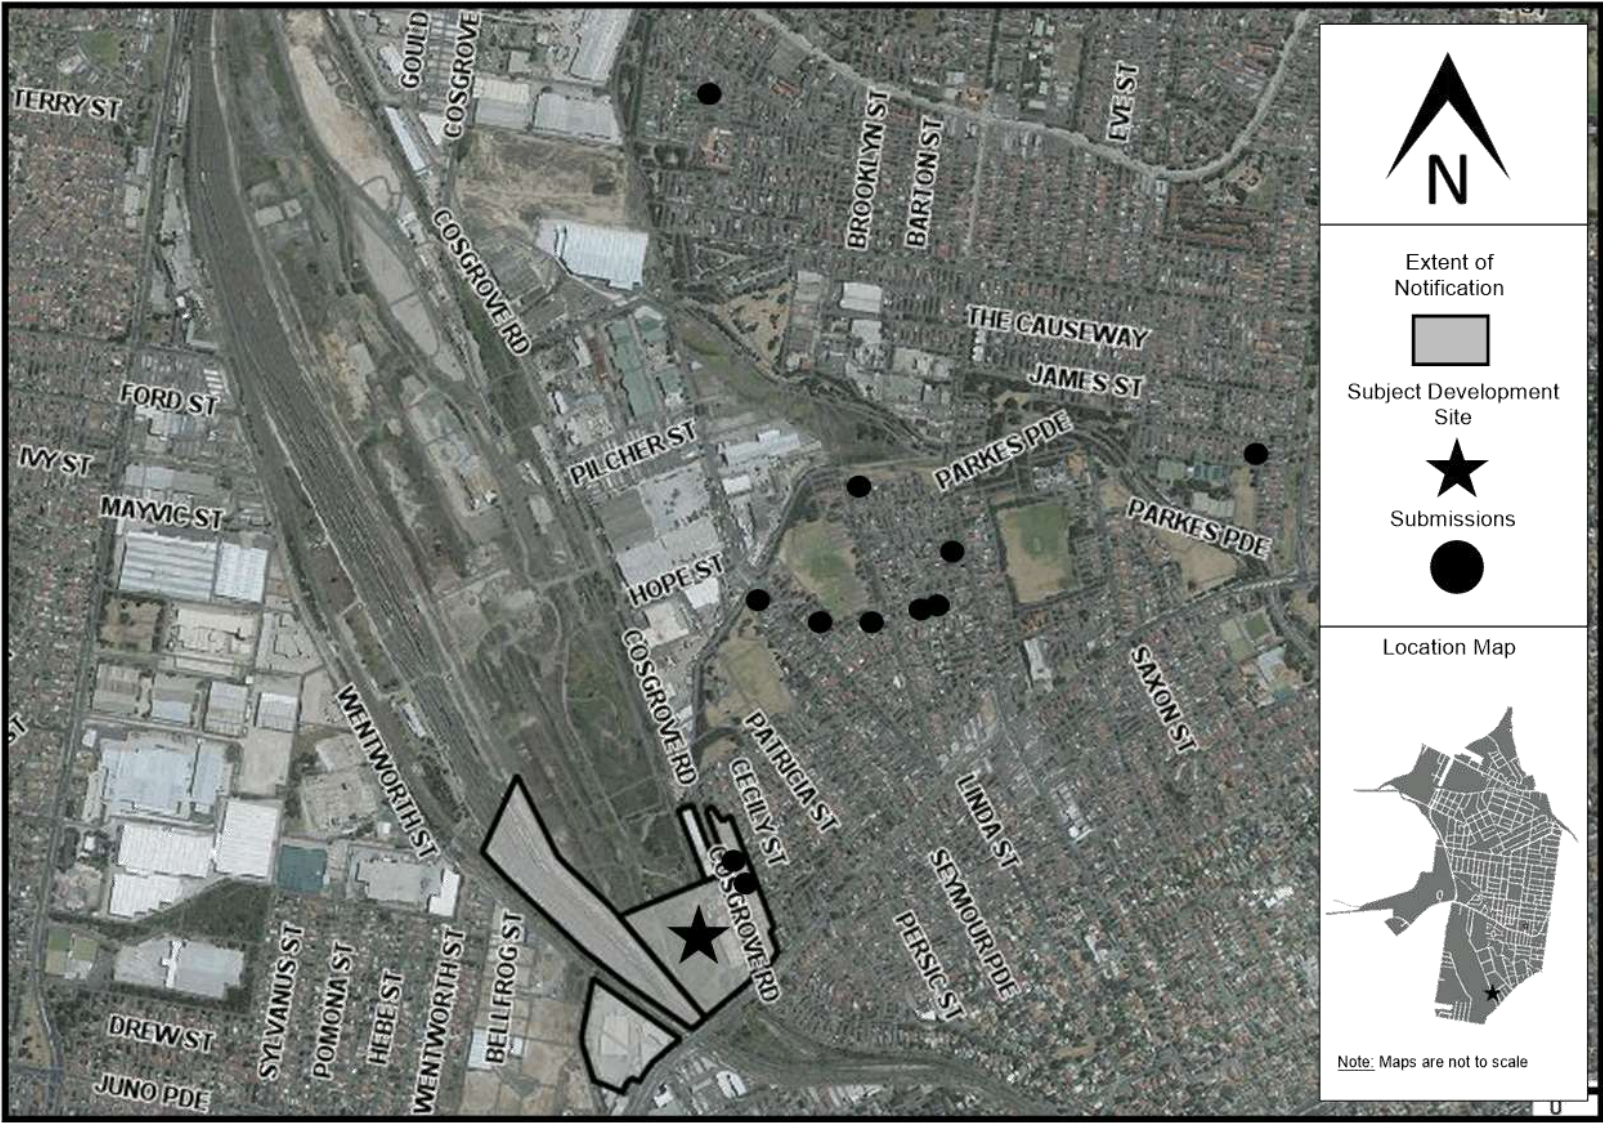 GOULD
COSGROVE
TERRY ST
BROOKLYN ST
BARTON ST
EVE ST
COSGROVE RD
THE CAUSEWAY
JAMES ST
FORD ST
PILCHER ST
PARKES PDE
IVY ST
MAYVIC ST
PARKES PDE
HOPE ST
COSGROVE RD
WENTWORTH ST
PATRICIA ST
CECILY ST
SAXON ST
LINDA ST
ST
COSGROVE RD
SEYMOUR PDE
PERSIC ST
SYLVANUS ST
POMONA ST
HEBE ST
WENTWORTH ST
BELLFROG ST
DREW ST
JUNO PDE
N
Extent of
Notification
Subject Development
Site
Submissions
Location Map
Note: Maps are not to scale
0